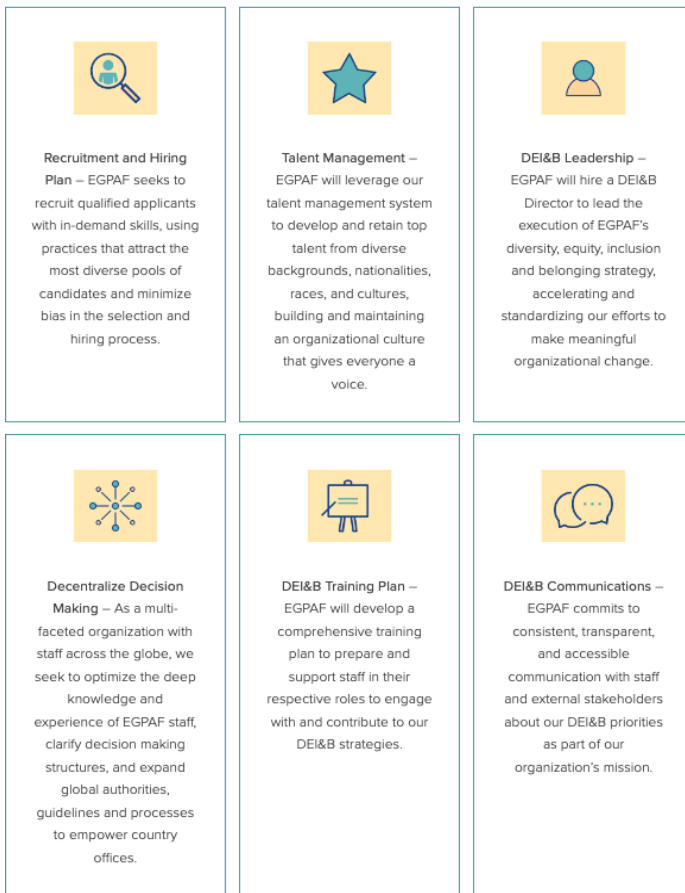 Recruitment and Hiring
Plan – EGPAF seeks to
recruit qualified applicants
with in-demand skills, using
practices that attract the
most diverse pools of
candidates and minimize
bias in the selection and
hiring process.
Talent Management –
EGPAF will leverage our
talent management system
to develop and retain top
talent from diverse
backgrounds, nationalities,
races, and cultures,
building and maintaining
an organizational culture
that gives everyone a
voice.
DEI&B Leadership –
EGPAF will hire a DEI&B
Director to lead the
execution of EGPAF’s
diversity, equity, inclusion
and belonging strategy,
accelerating and
standardizing our efforts to
make meaningful
organizational change.
Decentralize Decision
Making – As a multi-
faceted organization with
staff across the globe, we
seek to optimize the deep
knowledge and
experience of EGPAF staff,
clarify decision making
structures, and expand
global authorities,
guidelines and processes
to empower country
offices.
DEI&B Training Plan –
EGPAF will develop a
comprehensive training
plan to prepare and
support staff in their
respective roles to engage
with and contribute to our
DEI&B strategies.
DEI&B Communications –
EGPAF commits to
consistent, transparent,
and accessible
communication with staff
and external stakeholders
about our DEI&B priorities
as part of our
organization’s mission.